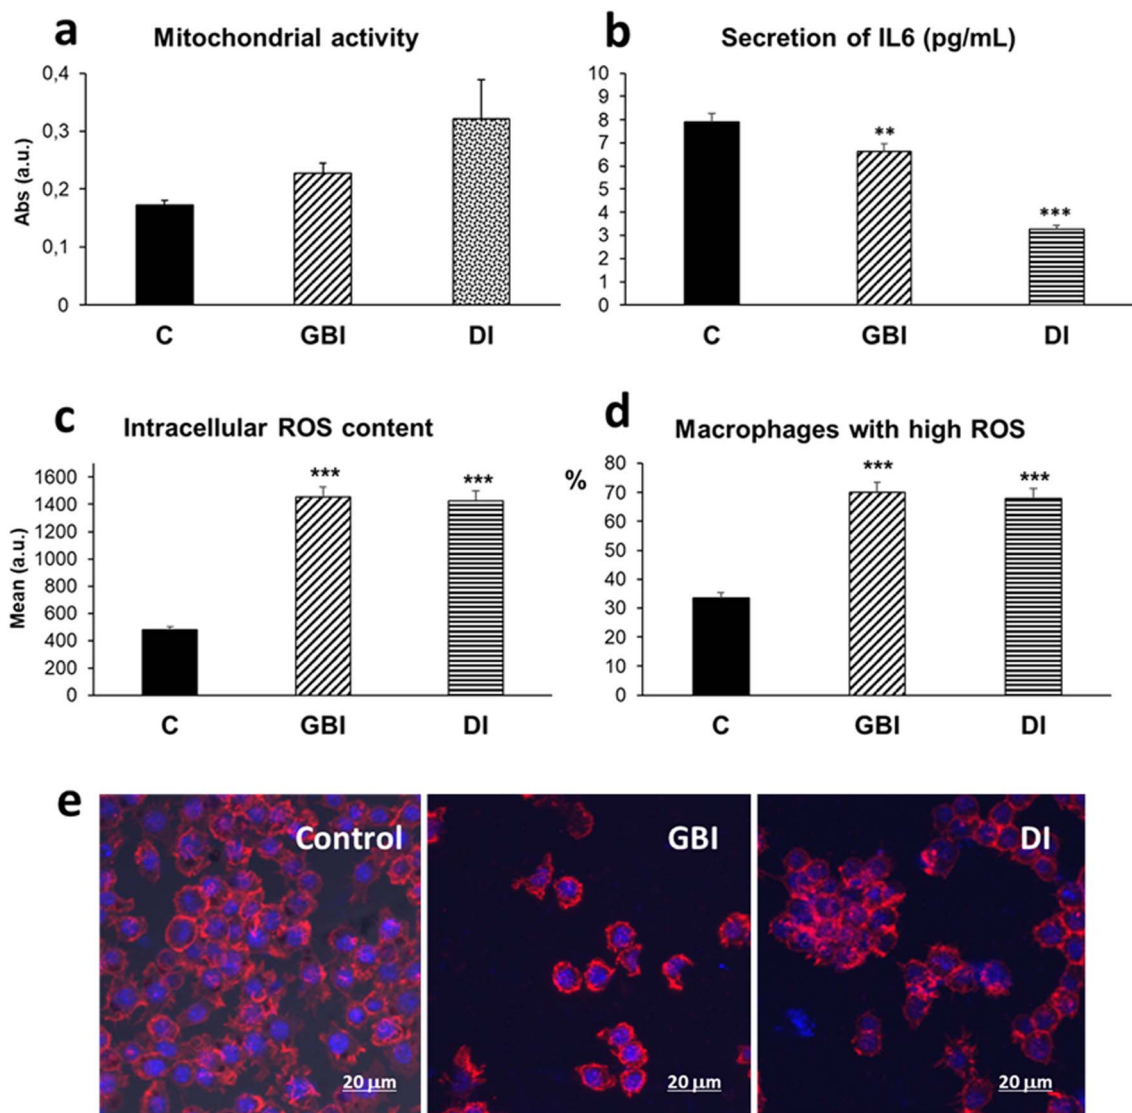 a
Mitochondrial activity
Abs (a.u.)
0,4
0,3
0,2
0,1
0
C GBI DI
b
Secretion of IL6 (pg/mL)
10
9
8
7
6
5
4
3
2
1
0
**
***
C GBI DI
c
Intracellular ROS content
Mean (a.u.)
1600
1400
1200
1000
800
600
400
200
0
***
***
C GBI DI
d
Macrophages with high ROS
%
80
70
60
50
40
30
20
10
0
***
***
C GBI DI
e
Control
20 µm
GBI
20 µm
DI
20 µm